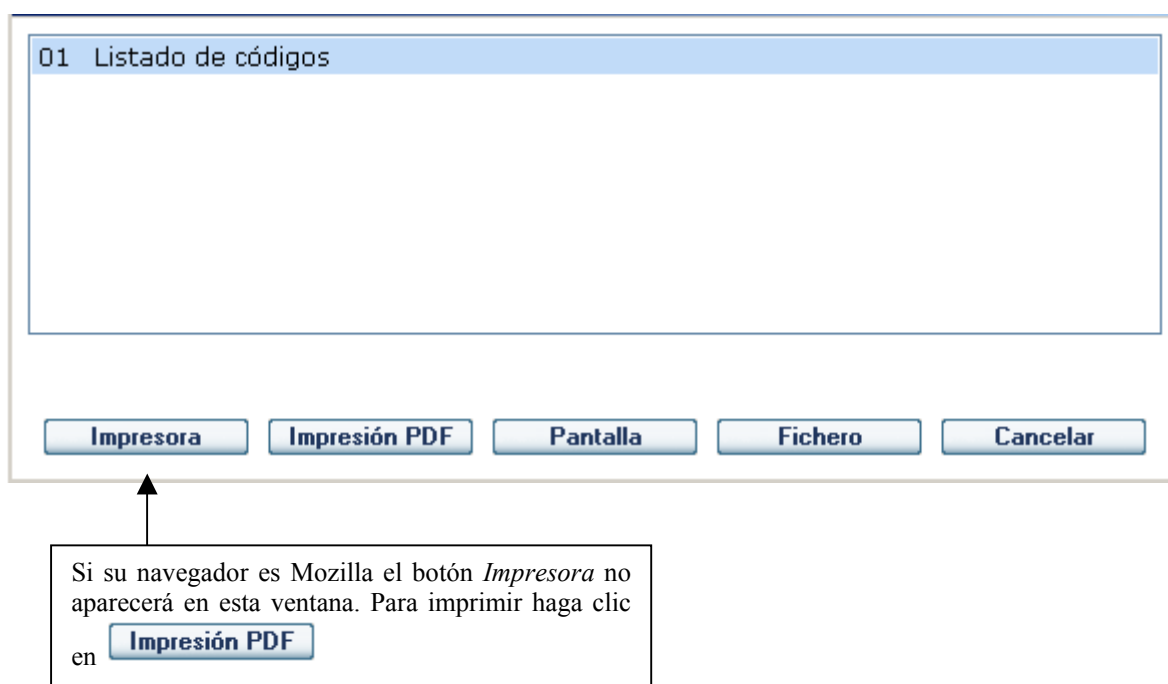 01 Listado de códigos
Impresora Impresión PDF Pantalla Fichero Cancelar
Si su navegador es Mozilla el botón Impresora no
aparecerá en esta ventana. Para imprimir haga clic
en Impresión PDF